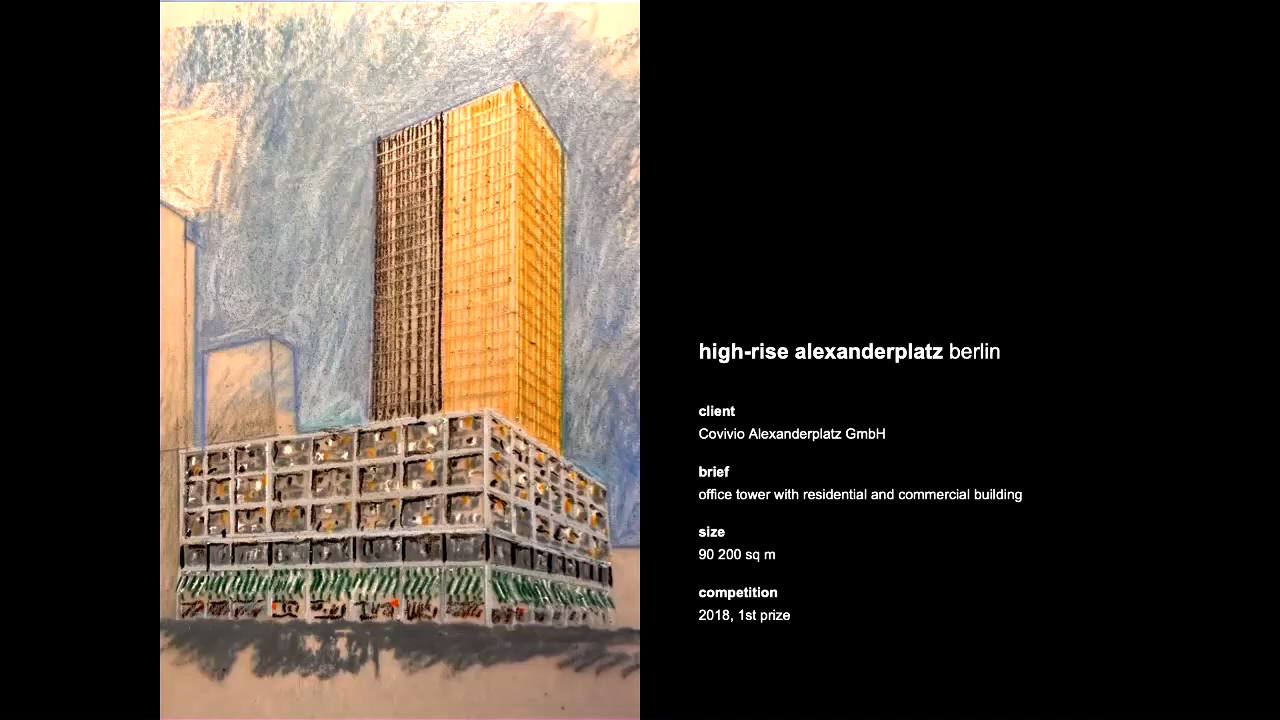 high-rise alexanderplatz berlin
client
Covivio Alexanderplatz GmbH
brief
office tower with residential and commercial building
size
90 200 sq m
competition
2018, 1st prize